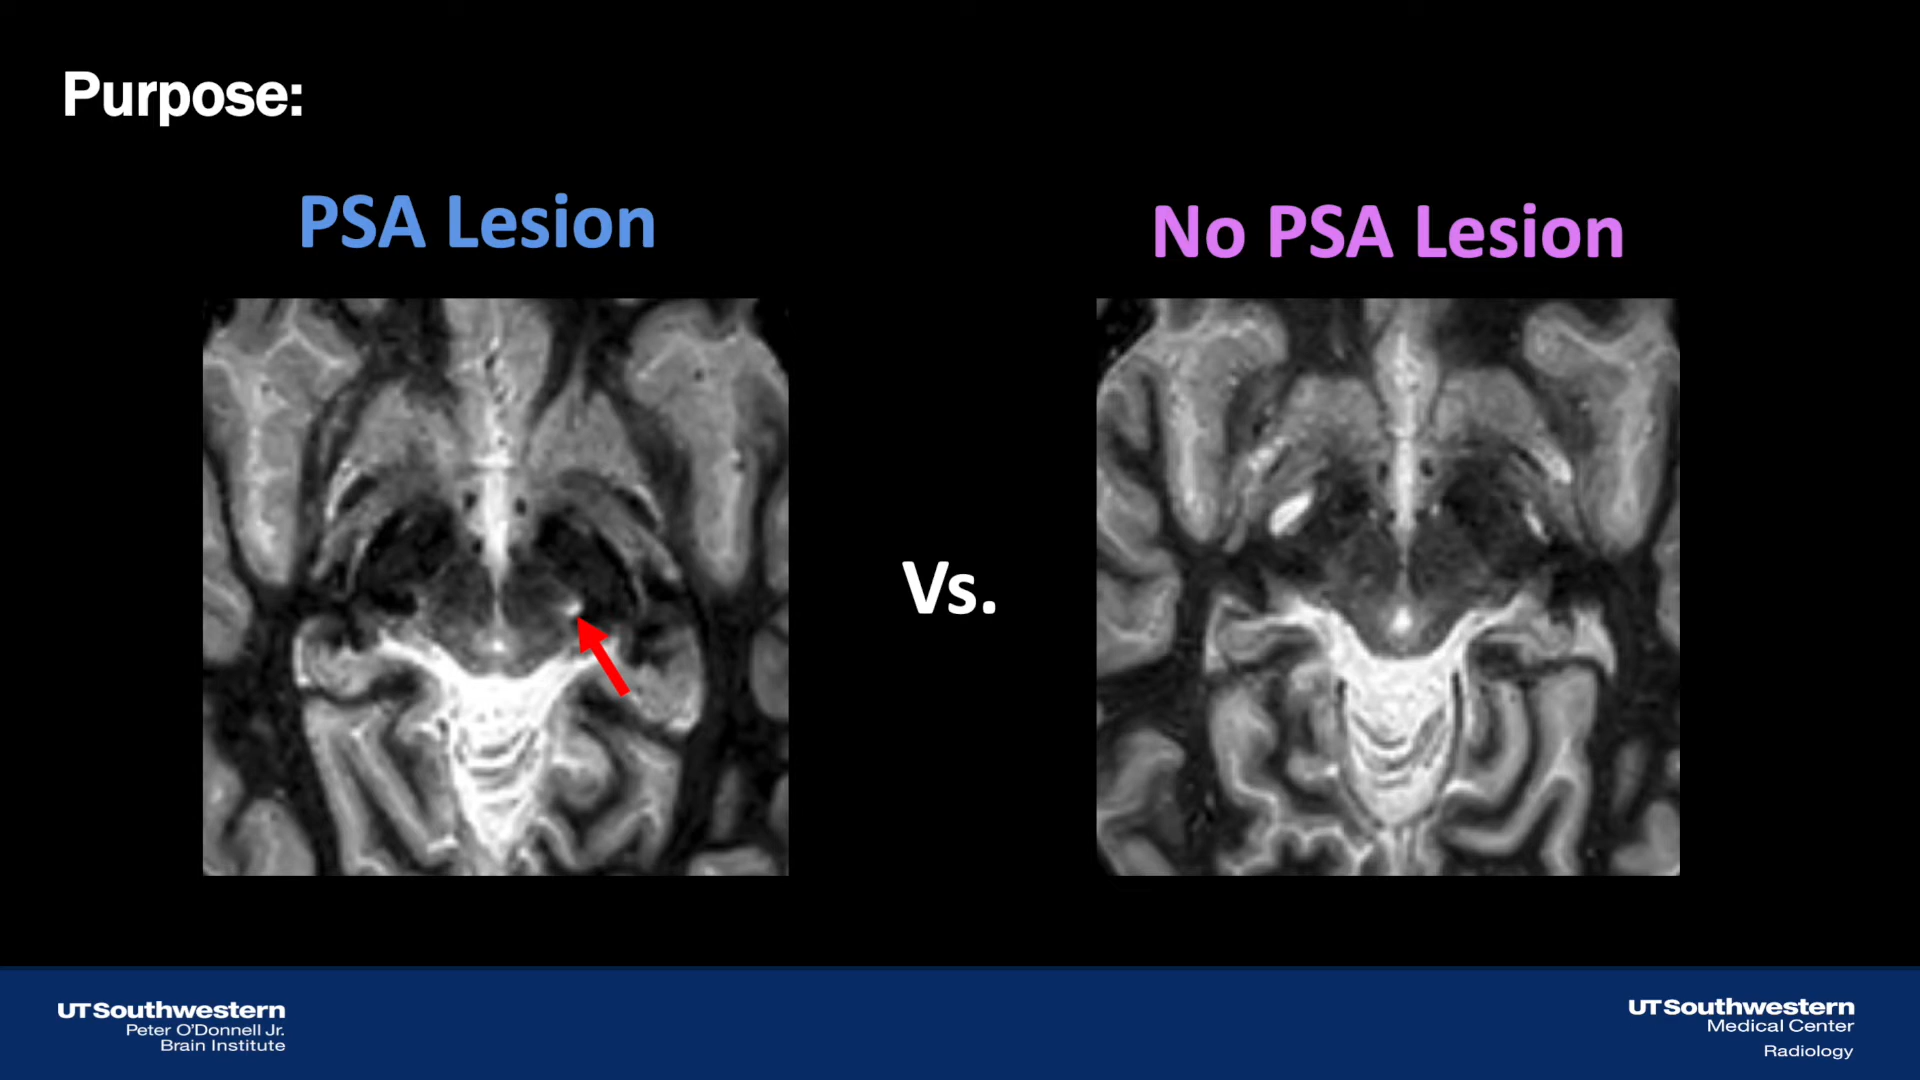 Purpose:
PSA Lesion
No PSA Lesion
Vs.
UTSouthwestern
Peter O'Donnell Jr.
Brain Institute
UTSouthwestern
Medical Center
Radiology